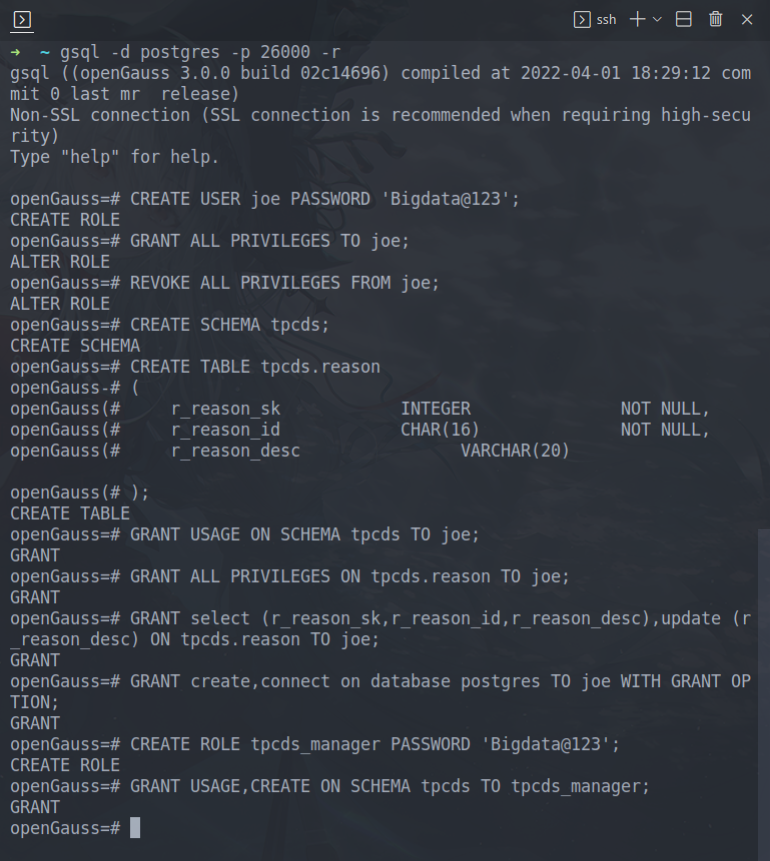 ssh
→ ~ gsql -d postgres -p 26000 -r
gsql ((openGauss 3.0.0 build 02c14696) compiled at 2022-04-01 18:29:12 com
mit 0 last mr  release)
Non-SSL connection (SSL connection is recommended when requiring high-secu
rity)
Type "help" for help.
openGauss=# CREATE USER joe PASSWORD 'Bigdata@123';
CREATE ROLE
openGauss=# GRANT ALL PRIVILEGES TO joe;
ALTER ROLE
openGauss=# REVOKE ALL PRIVILEGES FROM joe;
ALTER ROLE
openGauss=# CREATE SCHEMA tpcds;
CREATE SCHEMA
openGauss=# CREATE TABLE tpcds.reason
openGauss-# (
openGauss(#     r_reason_sk            INTEGER               NOT NULL,
openGauss(#     r_reason_id            CHAR(16)              NOT NULL,
openGauss(#     r_reason_desc                VARCHAR(20)
openGauss(# );
CREATE TABLE
openGauss=# GRANT USAGE ON SCHEMA tpcds TO joe;
GRANT
openGauss=# GRANT ALL PRIVILEGES ON tpcds.reason TO joe;
GRANT
openGauss=# GRANT select (r_reason_sk,r_reason_id,r_reason_desc),update (r
_reason_desc) ON tpcds.reason TO joe;
GRANT
openGauss=# GRANT create,connect on database postgres TO joe WITH GRANT OP
TION;
GRANT
openGauss=# CREATE ROLE tpcds_manager PASSWORD 'Bigdata@123';
CREATE ROLE
openGauss=# GRANT USAGE,CREATE ON SCHEMA tpcds TO tpcds_manager;
GRANT
openGauss=#